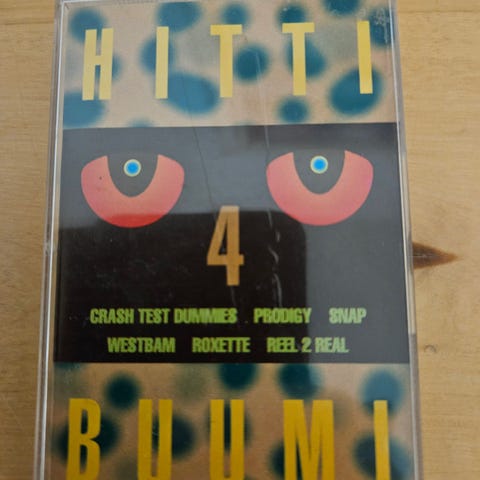 HITTI
4
CRASH TEST DUMMIES PRODIGY SNAP
WESTBAM ROXETTE REEL 2 REAL
BUUMI